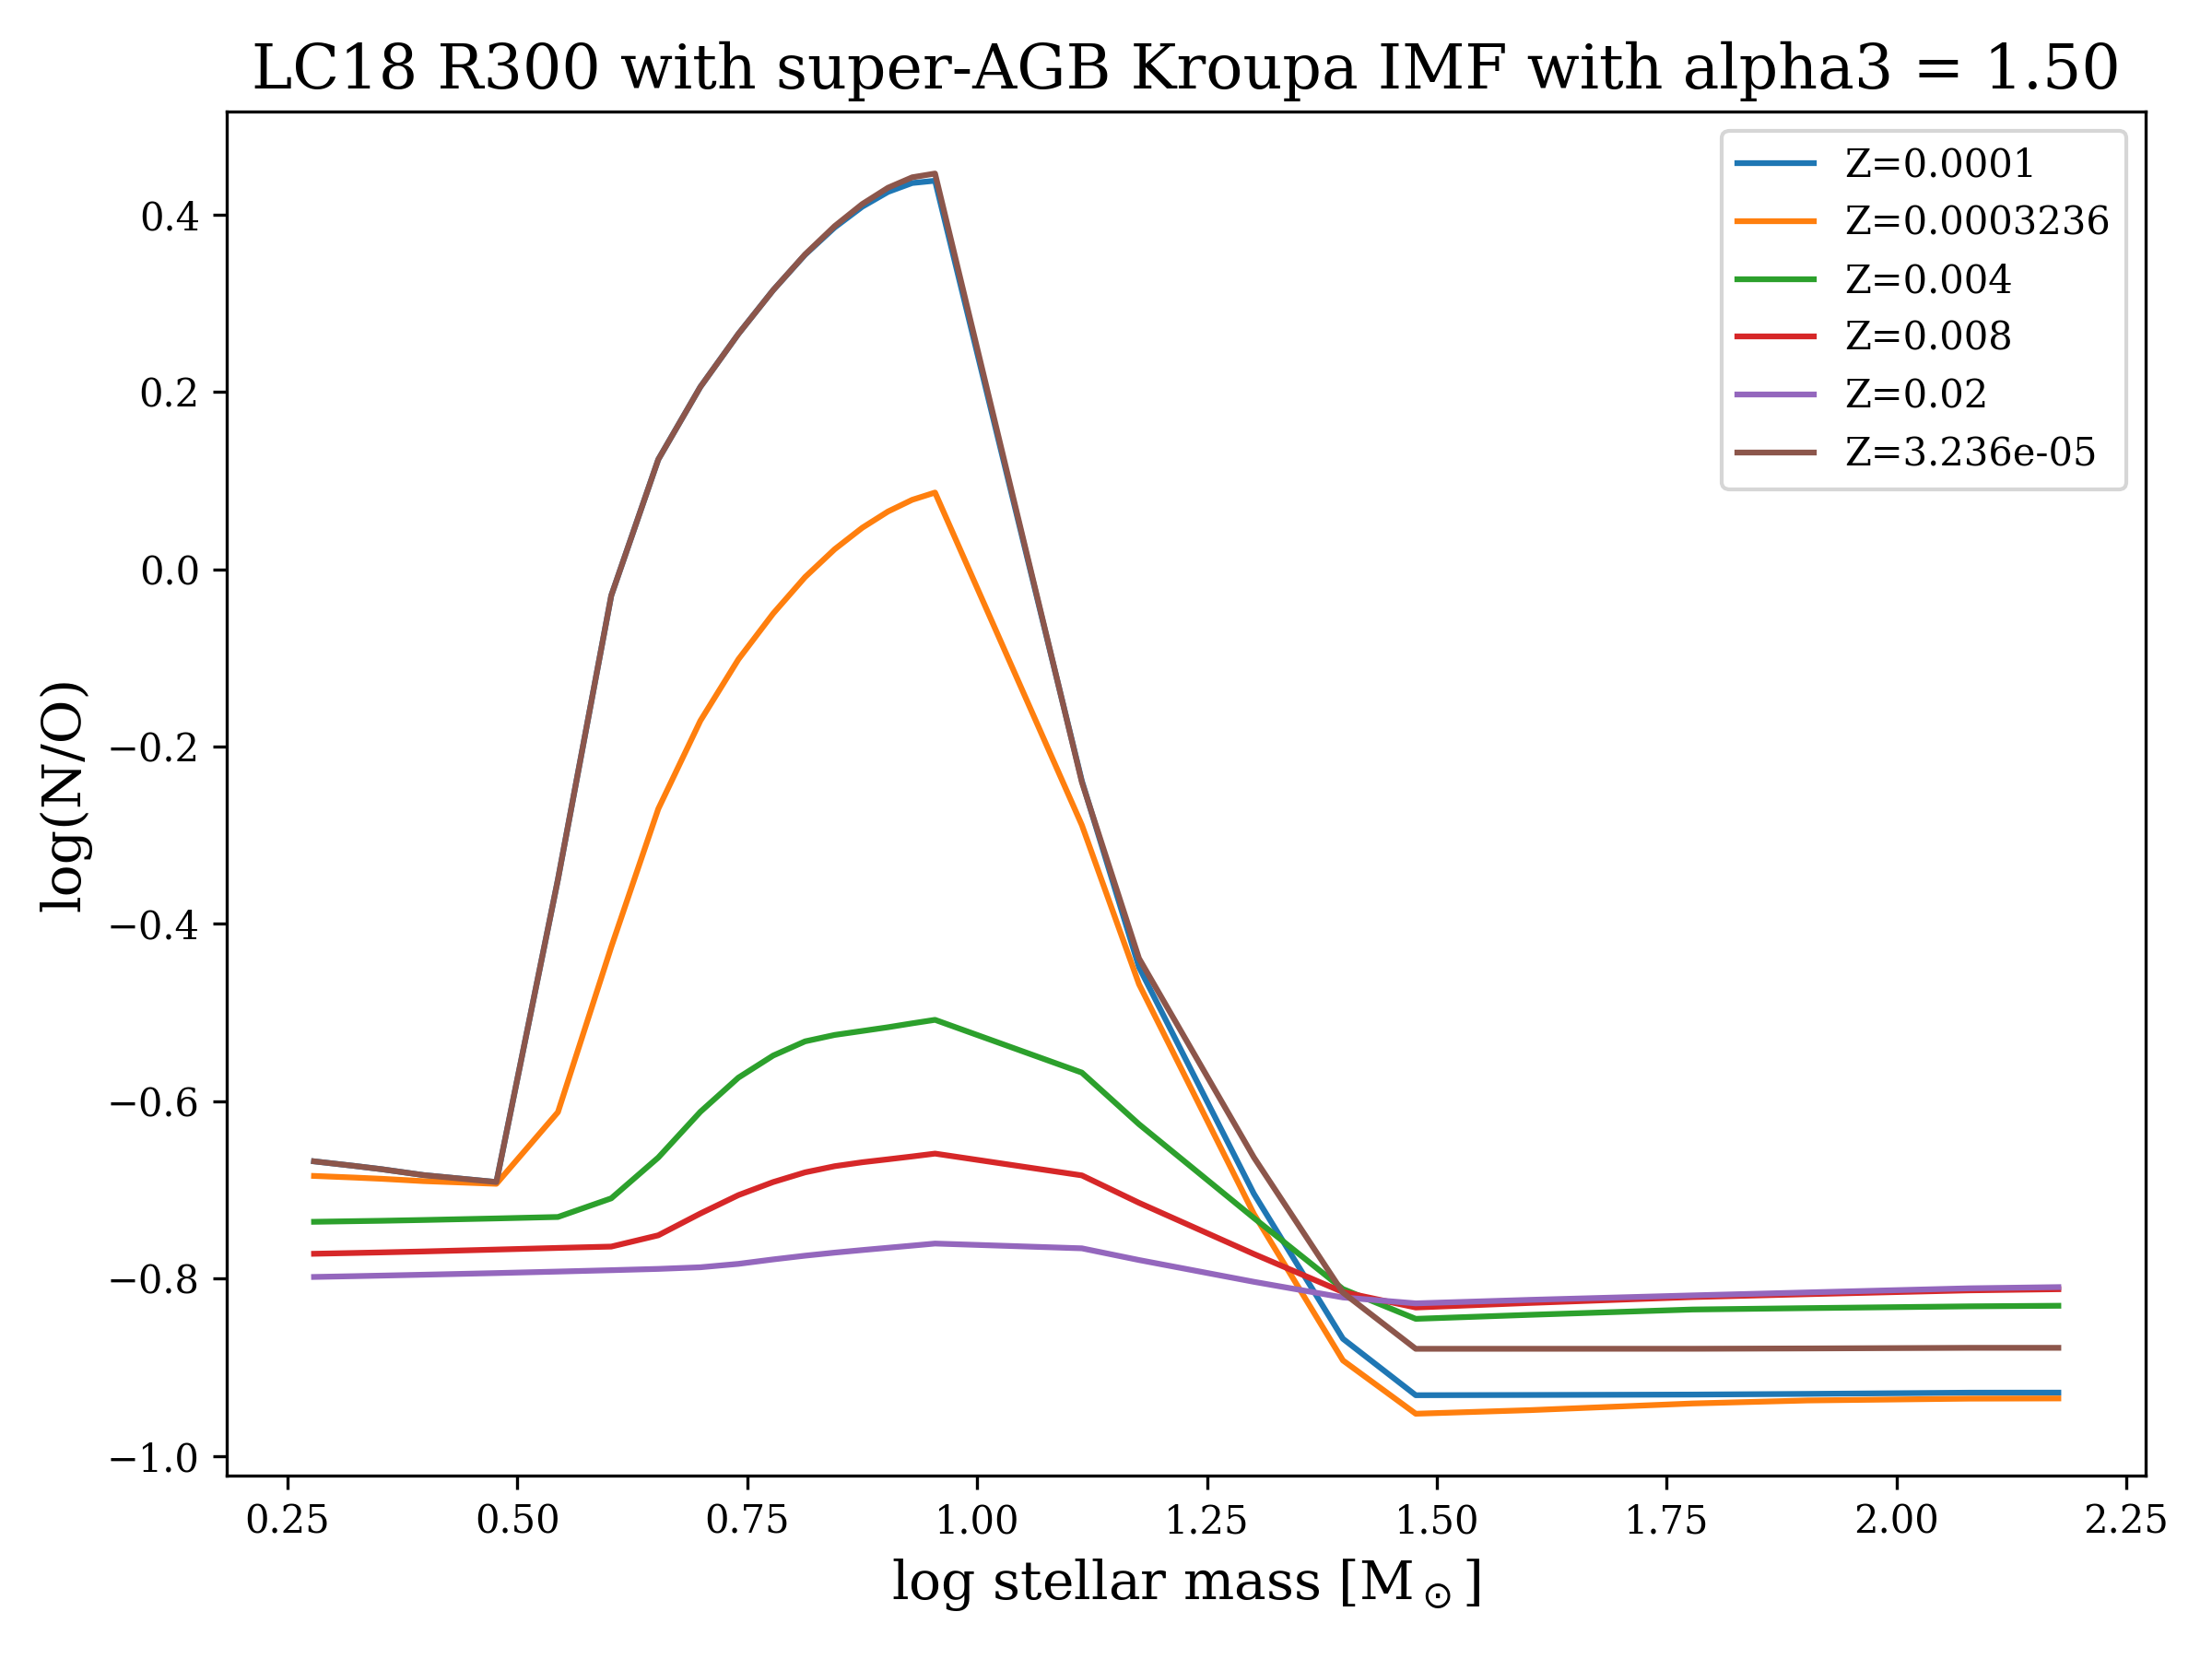 LC18 R300 with super-AGB Kroupa IMF with alpha3 = 1.50
Z=0.0001
Z=0.0003236
Z=0.004
Z=0.008
Z=0.02
Z=3.236e-05
log(N/O)
0.4
0.2
0.0
−0.2
−0.4
−0.6
−0.8
−1.0
0.25 0.50 0.75 1.00 1.25 1.50 1.75 2.00 2.25
log stellar mass [M⊙]